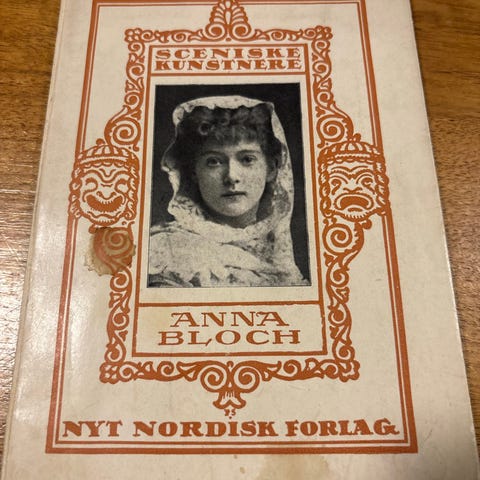 SCENISKE
KUNSTNERE
ANNA
BLOCH
NYT NORDISK FORLAG